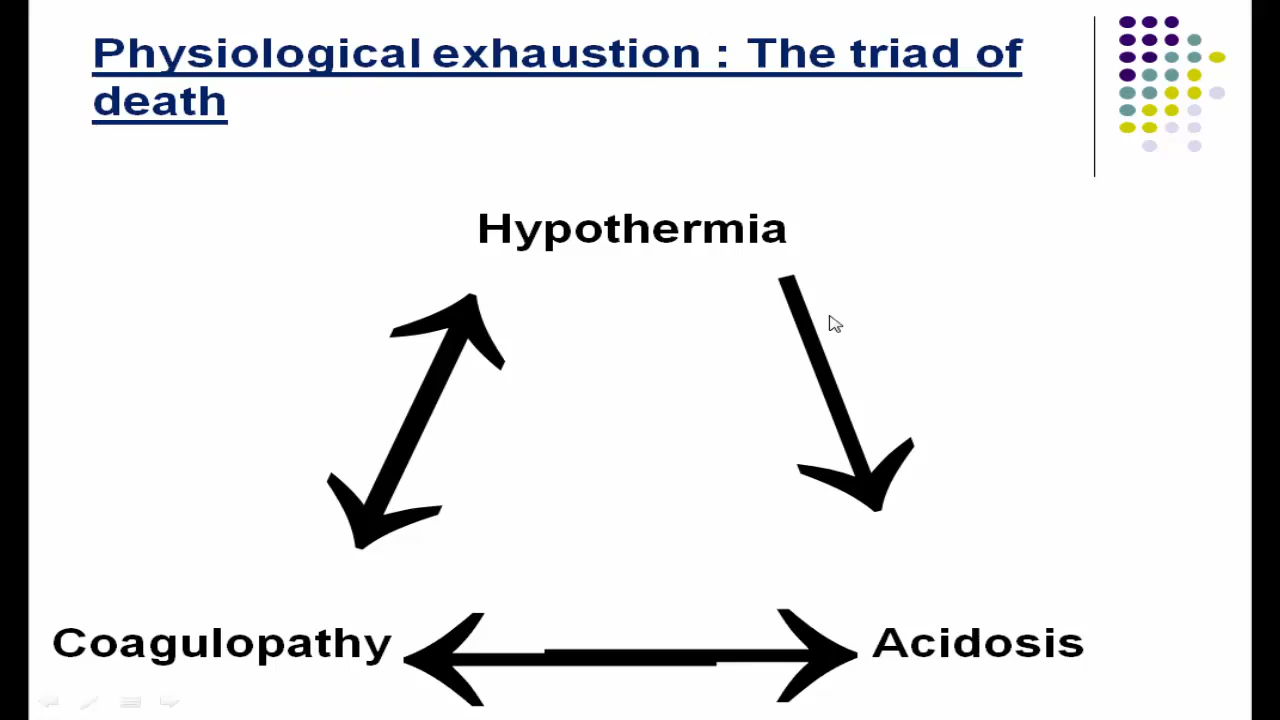 Physiological exhaustion : The triad of
death
Hypothermia
Coagulopathy
Acidosis